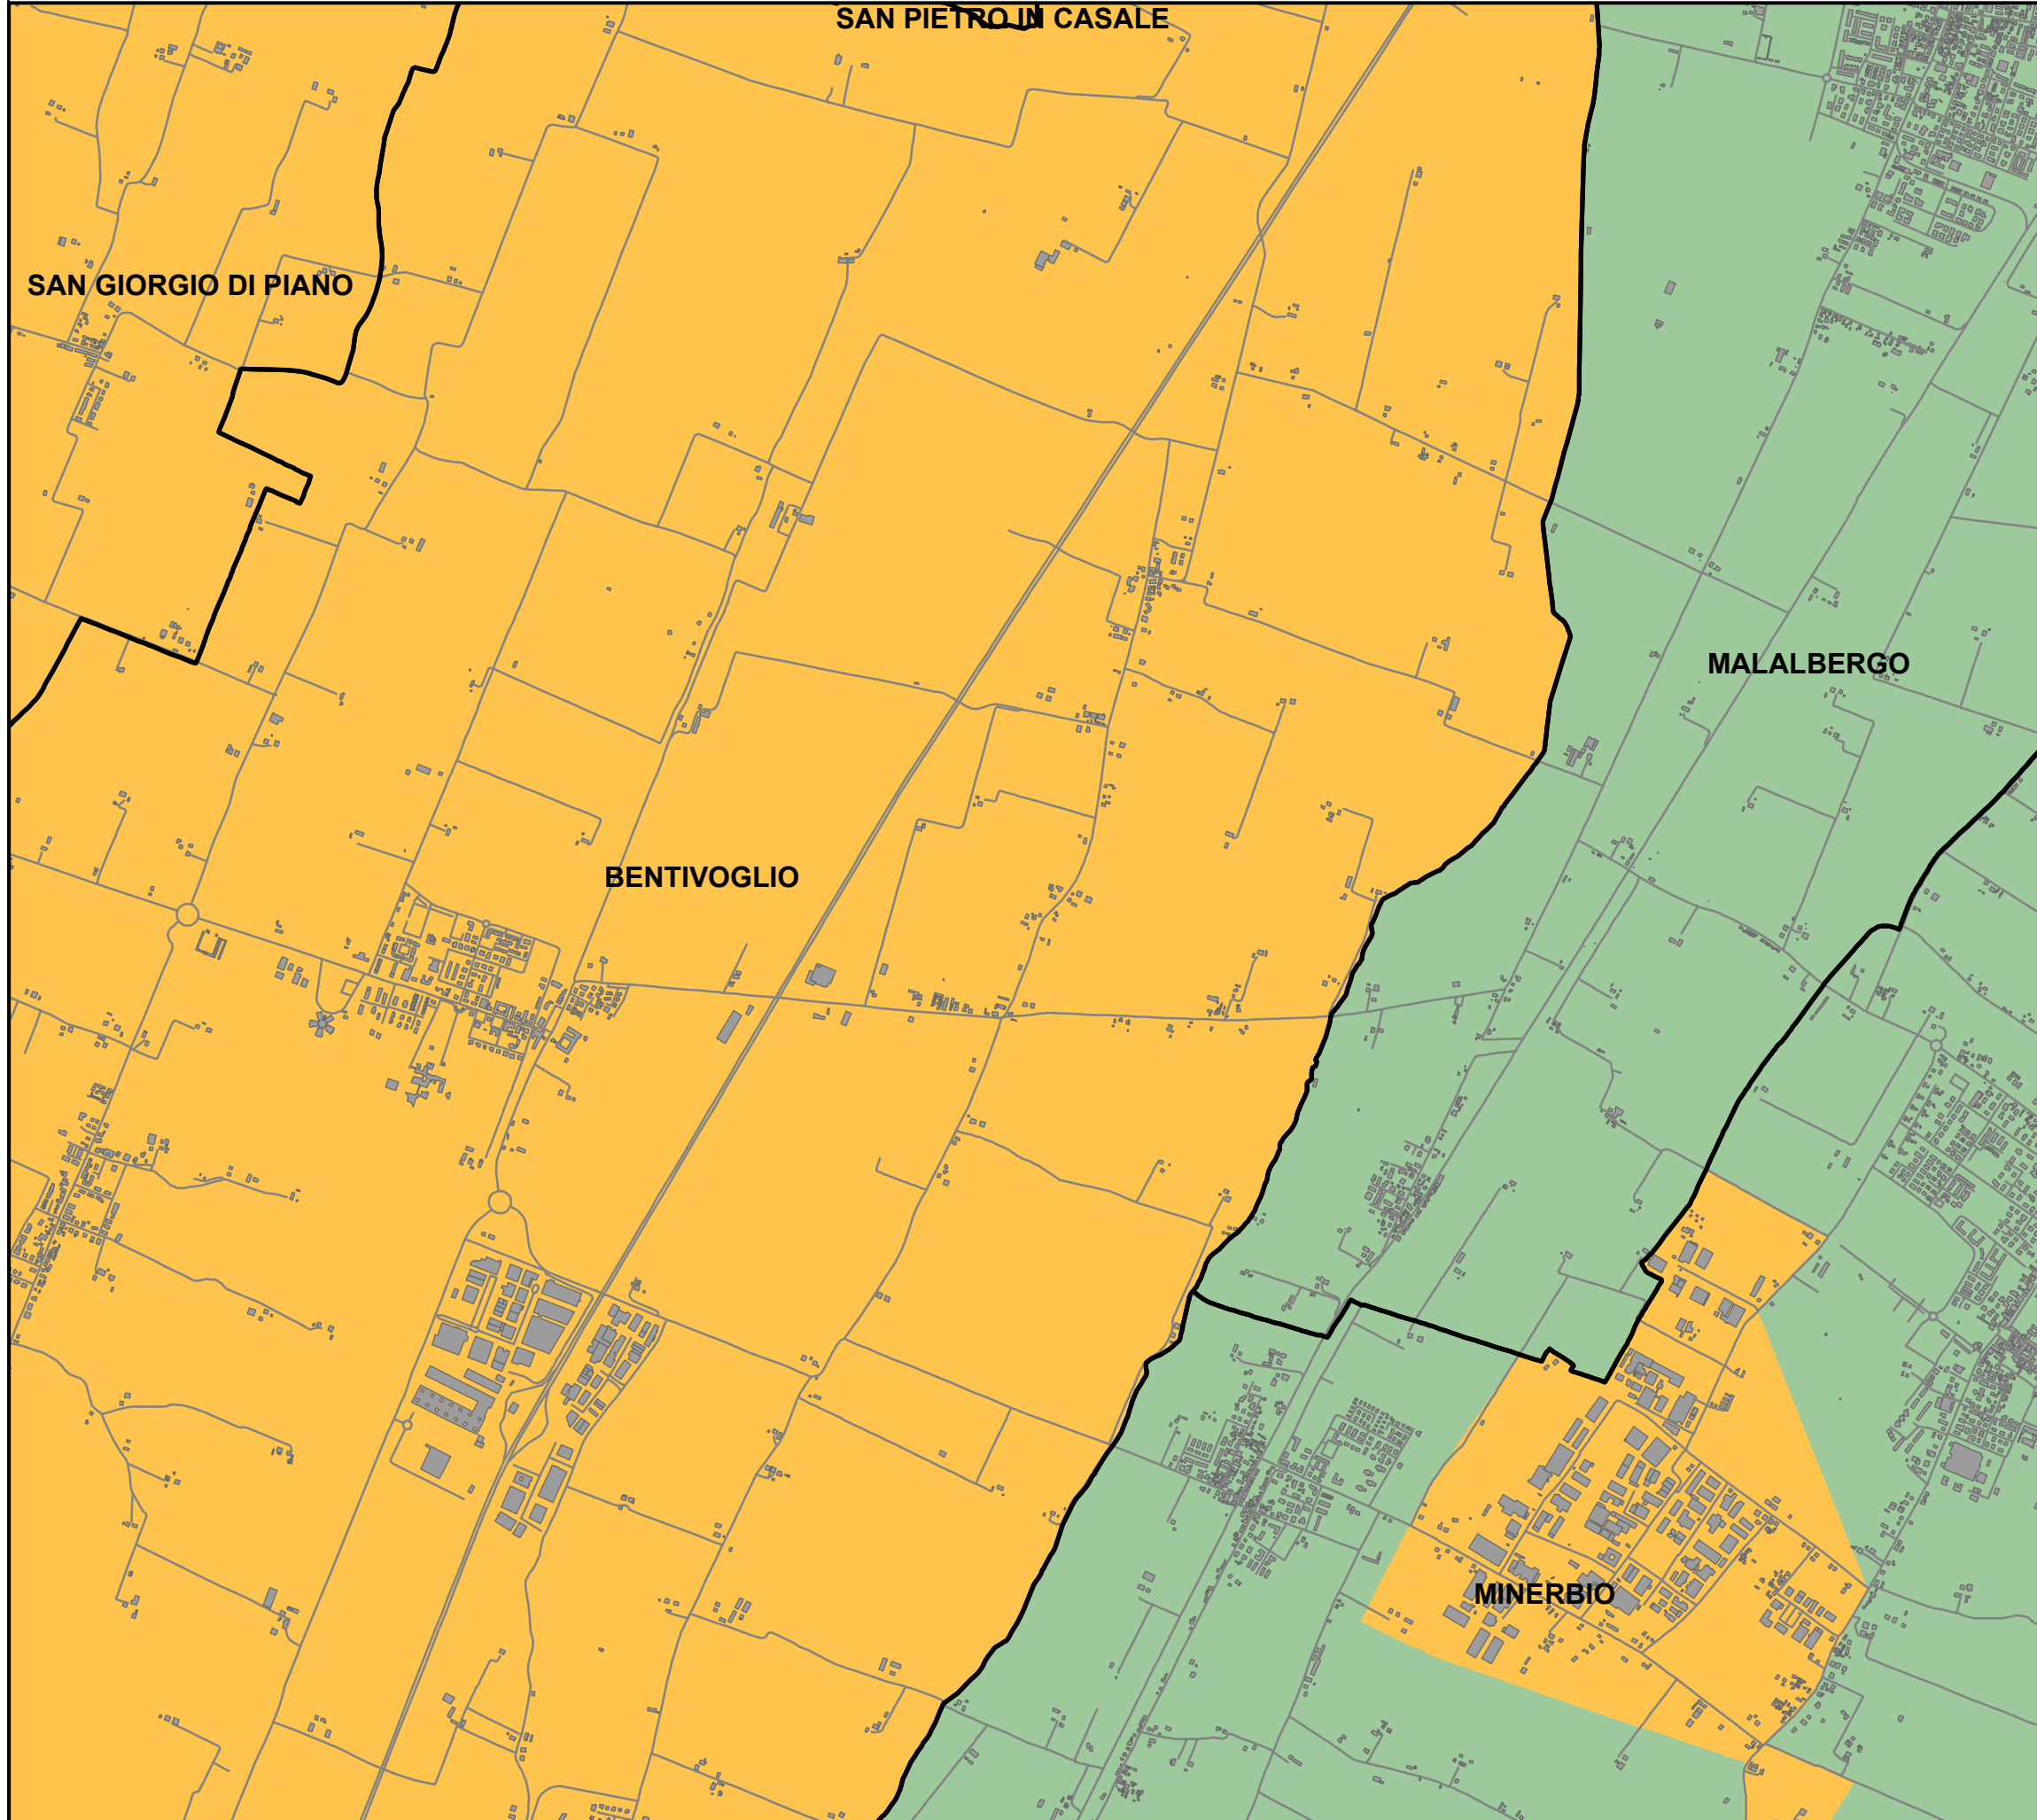 SAN PIETRO IN CASALE
SAN GIORGIO DI PIANO
MALALBERGO
BENTIVOGLIO
MINERBIO